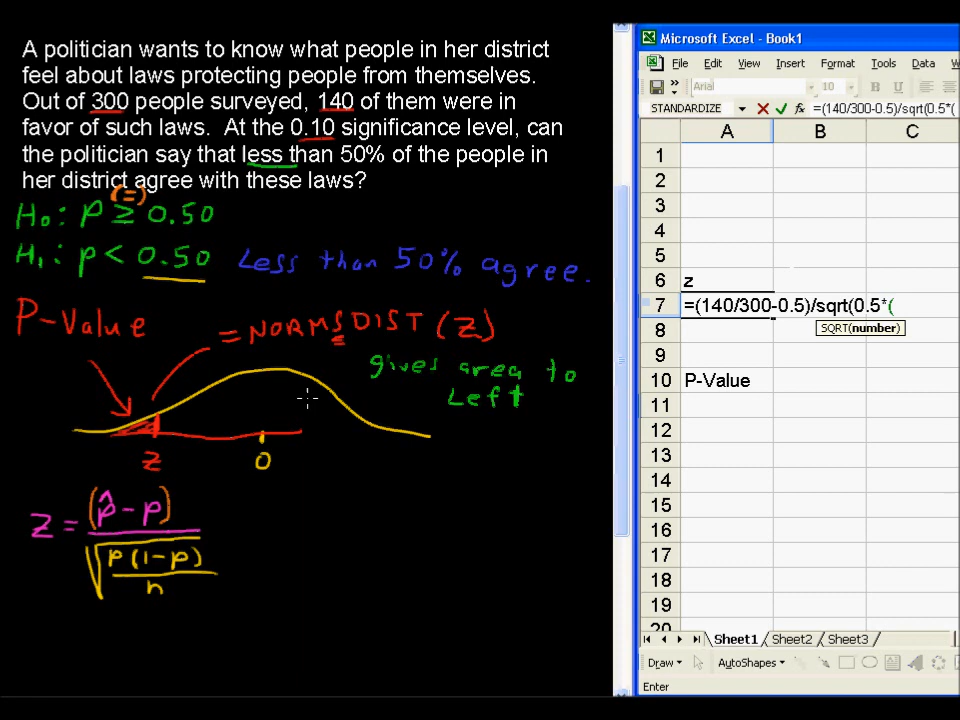 A politician wants to know what people in her district
feel about laws protecting people from themselves.
Out of 300 people surveyed, 140 of them were in
favor of such laws. At the 0.10 significance level, can
the politician say that less than 50% of the people in
her district agree with these laws?
(=)
H₀: P ≥ 0.50
H₁: p < 0.50 Less than 50% agree.
P-Value
= NORMSDIST(Z)
gives area to
Left
Z
0
z = (p̂ - p)
√ p(1-p)
n
Microsoft Excel - Book1
File Edit View Insert Format Tools Data W
Arial 10 B U
STANDARDIZE fx =(140/300-0.5)/sqrt(0.5*(
A B C
1
2
3
4
5
6 z
7 =(140/300-0.5)/sqrt(0.5*(
8 SQRT(number)
9
10 P-Value
11
12
13
14
15
16
17
18
19
20
Sheet1 Sheet2 Sheet3
Draw AutoShapes
Enter